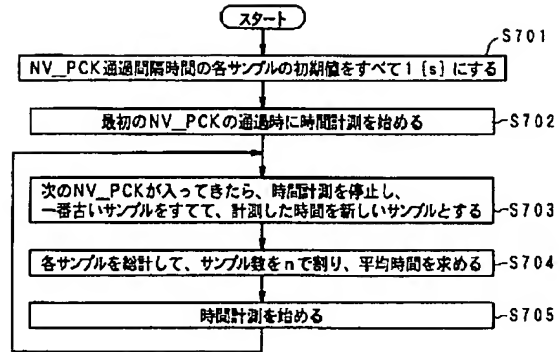 スタート
S701
NV__PCK通過間隔時間の各サンプルの初期値をすべて1{s}にする
最初のNV__PCKの通過時に時間計測を始める
S702
次のNV__PCKが入ってきたら、時間計測を停止し、
一番古いサンプルをすてて、計測した時間を新しいサンプルとする
S703
各サンプルを総計して、サンプル数をnで割り、平均時間を求める
S704
時間計測を始める
S705